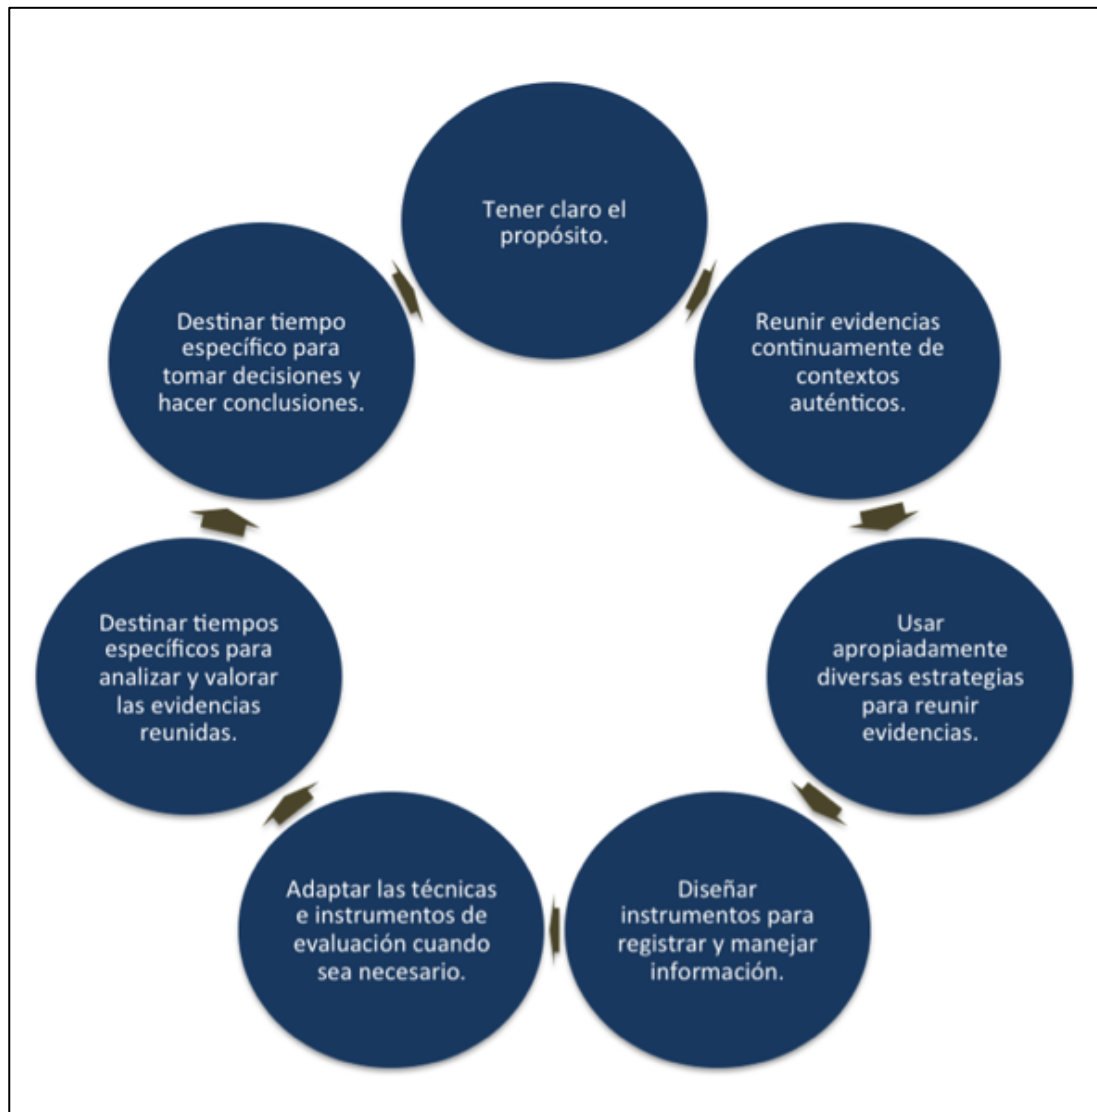 Tener claro el
propósito.
Reunir evidencias
continuamente de
contextos
auténticos.
Usar
apropiadamente
diversas estrategias
para reunir
evidencias.
Diseñar
instrumentos para
registrar y manejar
información.
Adaptar las técnicas
e instrumentos de
evaluación cuando
sea necesario.
Destinar tiempos
específicos para
analizar y valorar
las evidencias
reunidas.
Destinar tiempo
específico para
tomar decisiones y
hacer conclusiones.